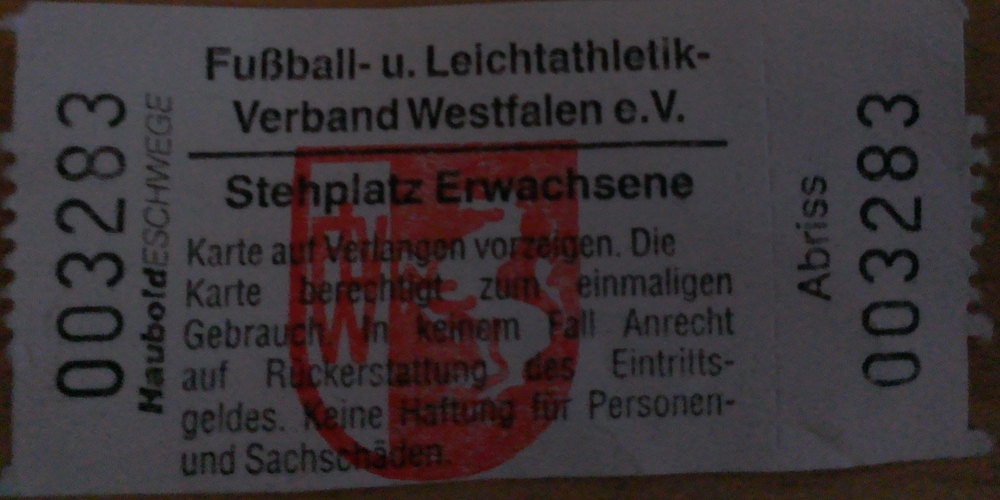 003283
HauboldESCHWEGE
Fußball- u. Leichtathletik-
Verband Westfalen e.V.
Stehplatz Erwachsene
Karte auf Verlangen vorzeigen. Die
Karte berechtigt zum einmaligen
Gebrauch. In keinem Fall Anrecht
auf Rückerstattung des Eintritts-
geldes. Keine Haftung für Personen-
und Sachschäden.
Abriss
003283